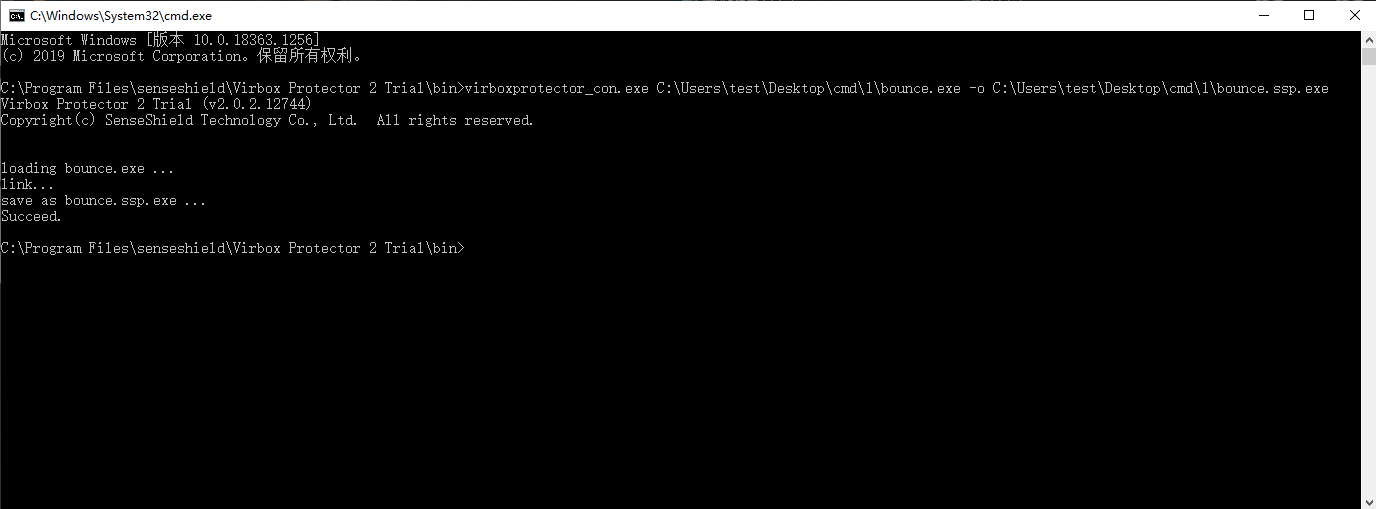 C:\Windows\System32\cmd.exe
Microsoft Windows [版本 10.0.18363.1256]
(c) 2019 Microsoft Corporation。保留所有权利。
C:\Program Files\senseshield\Virbox Protector 2 Trial\bin>virboxprotector_con.exe C:\Users\test\Desktop\cmd\1\bounce.exe -o C:\Users\test\Desktop\cmd\1\bounce.ssp.exe
Virbox Protector 2 Trial (v2.0.2.12744)
Copyright(c) SenseShield Technology Co., Ltd.  All rights reserved.
loading bounce.exe ...
link...
save as bounce.ssp.exe ...
Succeed.
C:\Program Files\senseshield\Virbox Protector 2 Trial\bin>